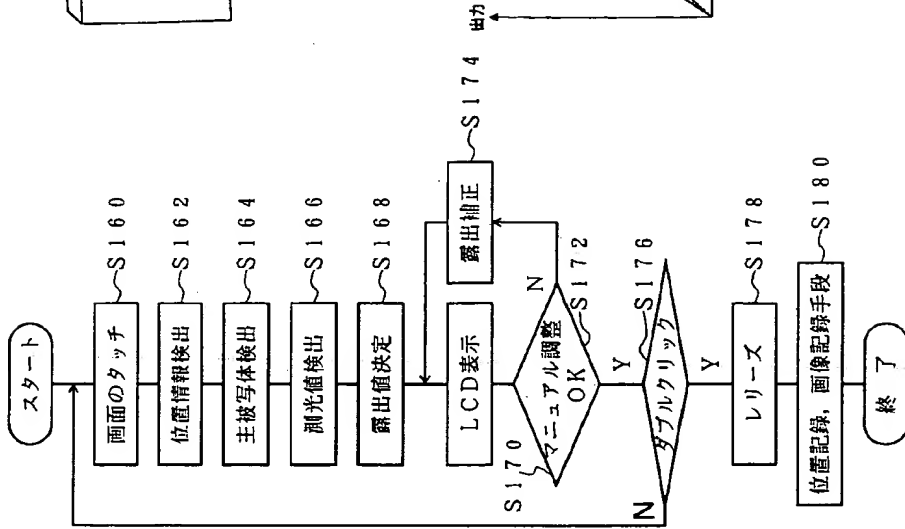 スタート
画面のタッチ
S160
位置情報検出
S162
主被写体検出
S164
測光値検出
S166
露出値決定
S168
LCD表示
S170
マニュアル調整
OK
S172
N
露出補正
S174
Y
ダブルクリック
S176
N
Y
レリーズ
S178
位置記録,画像記録手段
S180
終了
出力